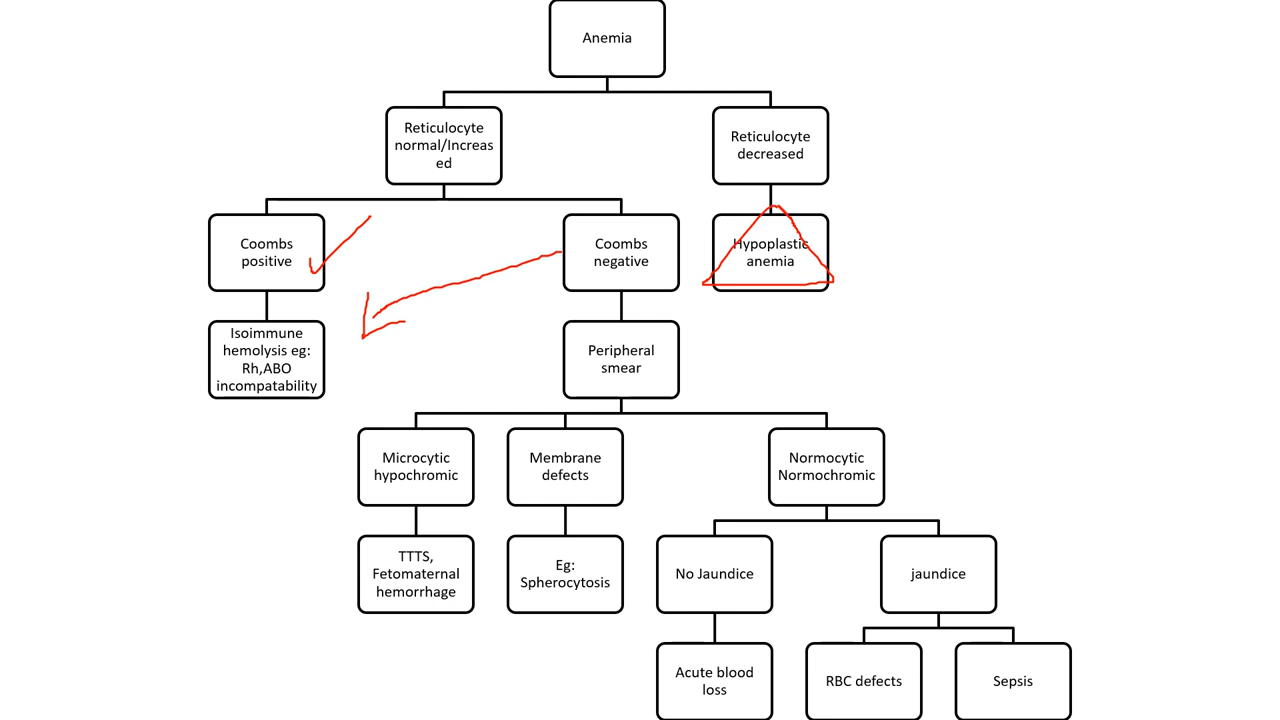 Anemia
Reticulocyte
normal/Increas
ed
Reticulocyte
decreased
Coombs
positive
Coombs
negative
Hypoplastic
anemia
Isoimmune
hemolysis eg:
Rh,ABO
incompatability
Peripheral
smear
Microcytic
hypochromic
Membrane
defects
Normocytic
Normochromic
TTTS,
Fetomaternal
hemorrhage
Eg:
Spherocytosis
No Jaundice
jaundice
Acute blood
loss
RBC defects
Sepsis